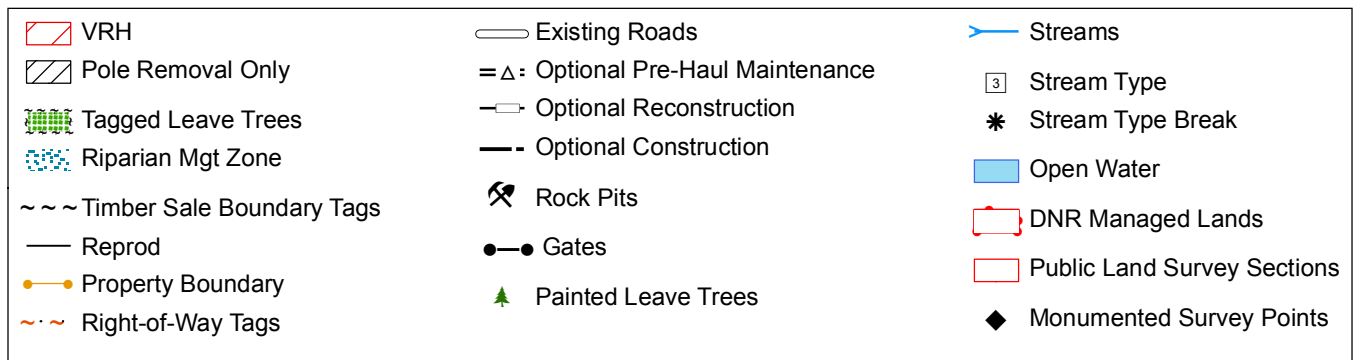 VRH
Pole Removal Only
Tagged Leave Trees
Riparian Mgt Zone
Timber Sale Boundary Tags
Reprod
Property Boundary
Right-of-Way Tags
Existing Roads
Optional Pre-Haul Maintenance
Optional Reconstruction
Optional Construction
Rock Pits
Gates
Painted Leave Trees
Streams
3 Stream Type
Stream Type Break
Open Water
DNR Managed Lands
Public Land Survey Sections
Monumented Survey Points